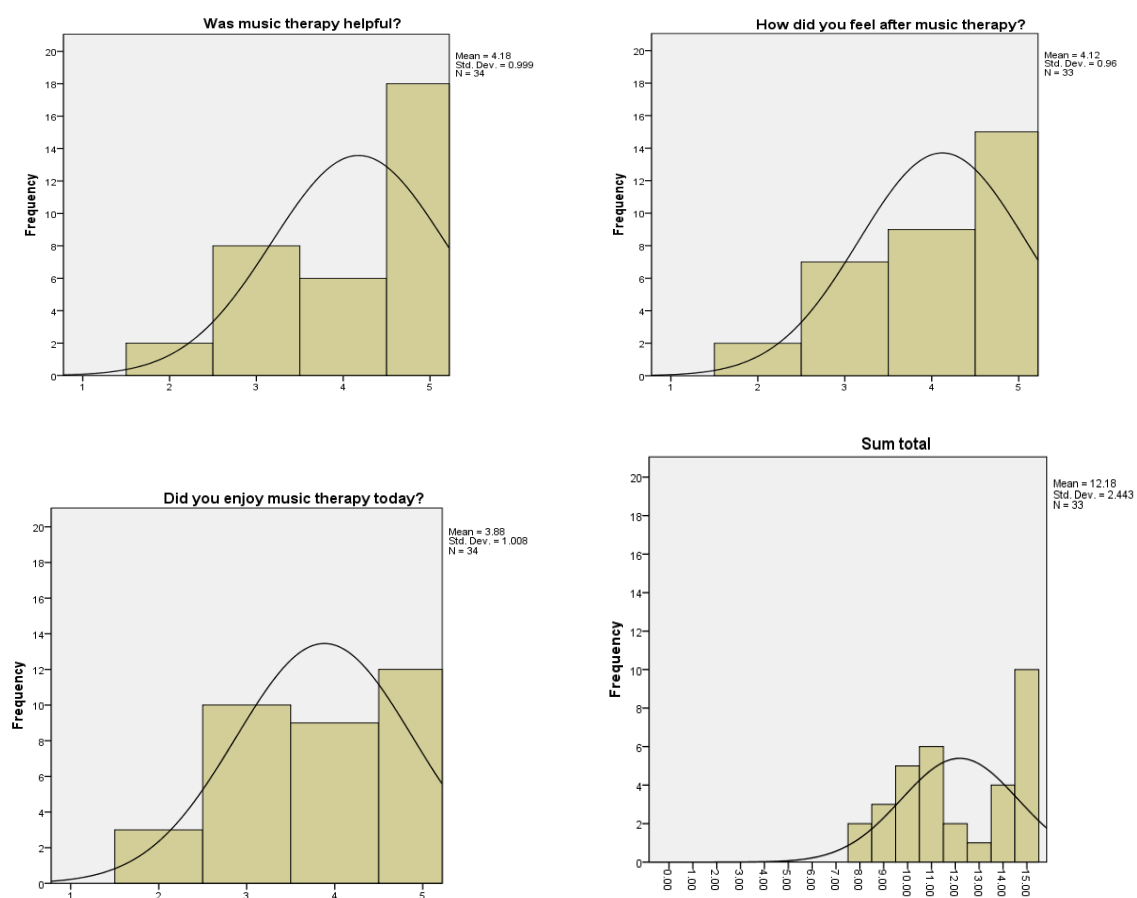 Was music therapy helpful?
Mean = 4.18
Std. Dev. = 0.999
N = 34
Frequency
20
18
16
14
12
10
8
6
4
2
0
1 2 3 4 5
How did you feel after music therapy?
Mean = 4.12
Std. Dev. = 0.96
N = 33
Frequency
20
18
16
14
12
10
8
6
4
2
0
1 2 3 4 5
Did you enjoy music therapy today?
Mean = 3.88
Std. Dev. = 1.008
N = 34
Frequency
20
18
16
14
12
10
8
6
4
2
0
1 2 3 4 5
Sum total
Mean = 12.18
Std. Dev. = 2.443
N = 33
Frequency
20
18
16
14
12
10
8
6
4
2
0
0.00 1.00 2.00 3.00 4.00 5.00 6.00 7.00 8.00 9.00 10.00 11.00 12.00 13.00 14.00 15.00